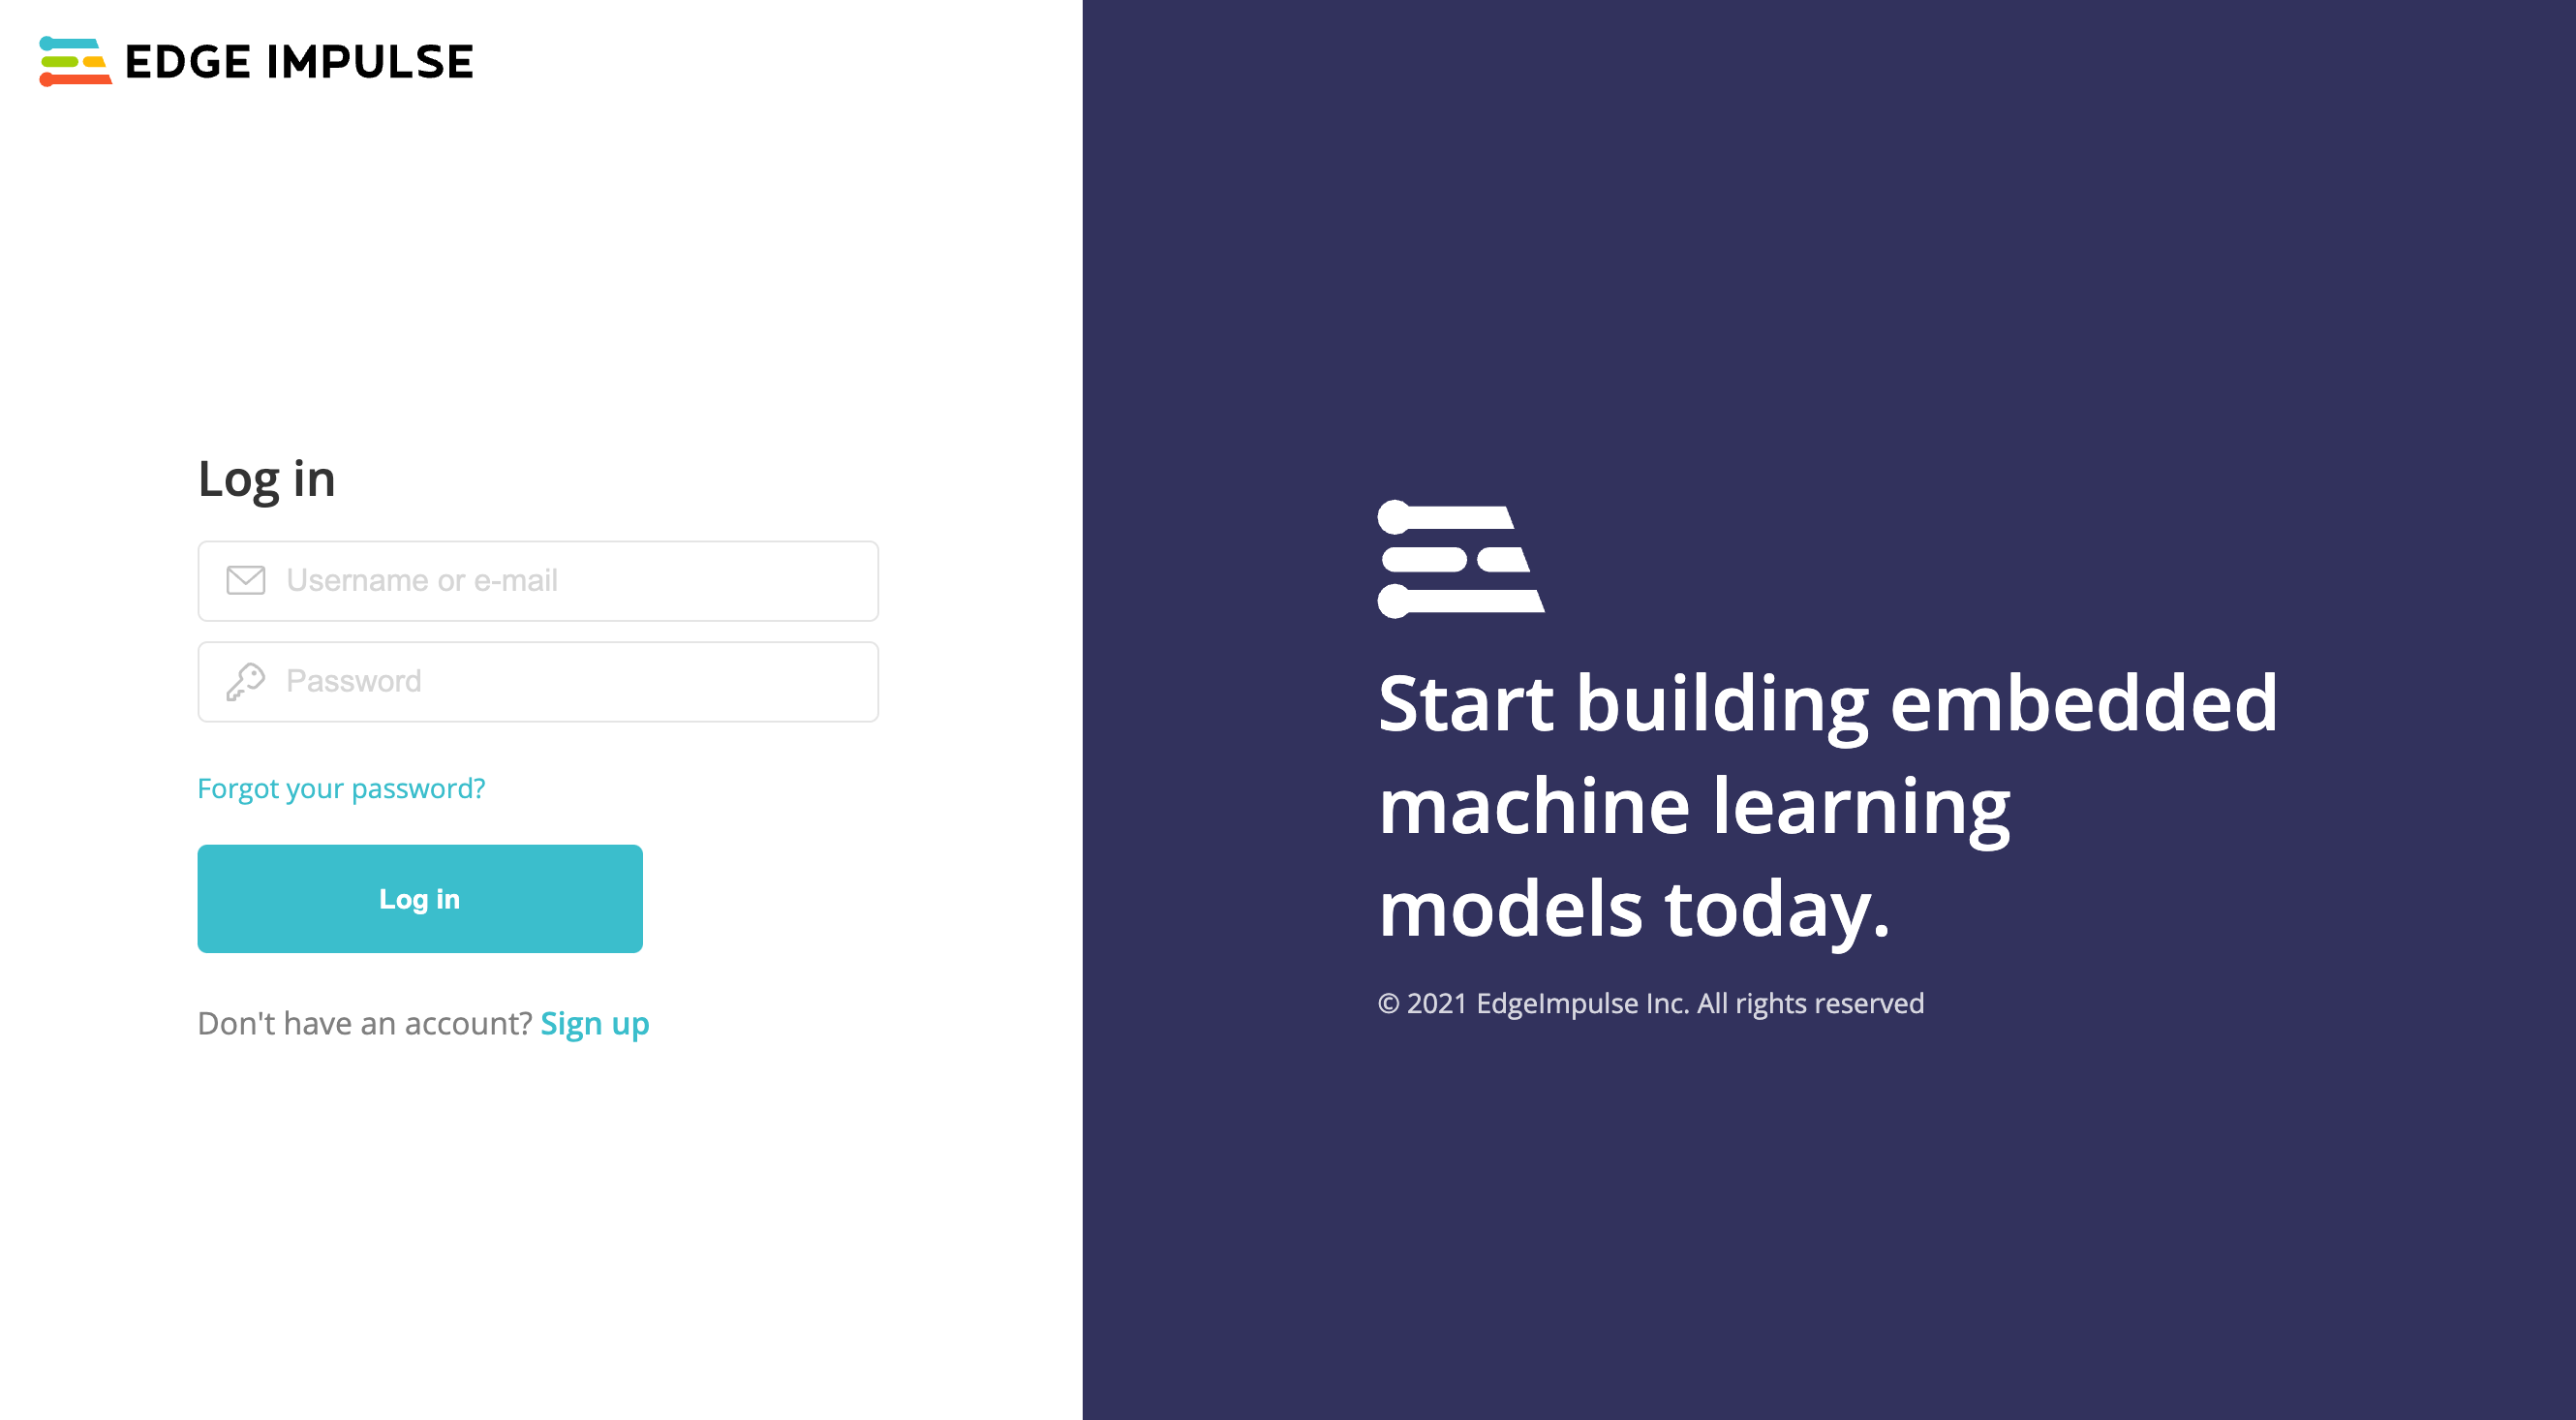 EDGE IMPULSE
Log in
Username or e-mail
Password
Forgot your password?
Log in
Don't have an account? Sign up
Start building embedded
machine learning
models today.
© 2021 EdgeImpulse Inc. All rights reserved